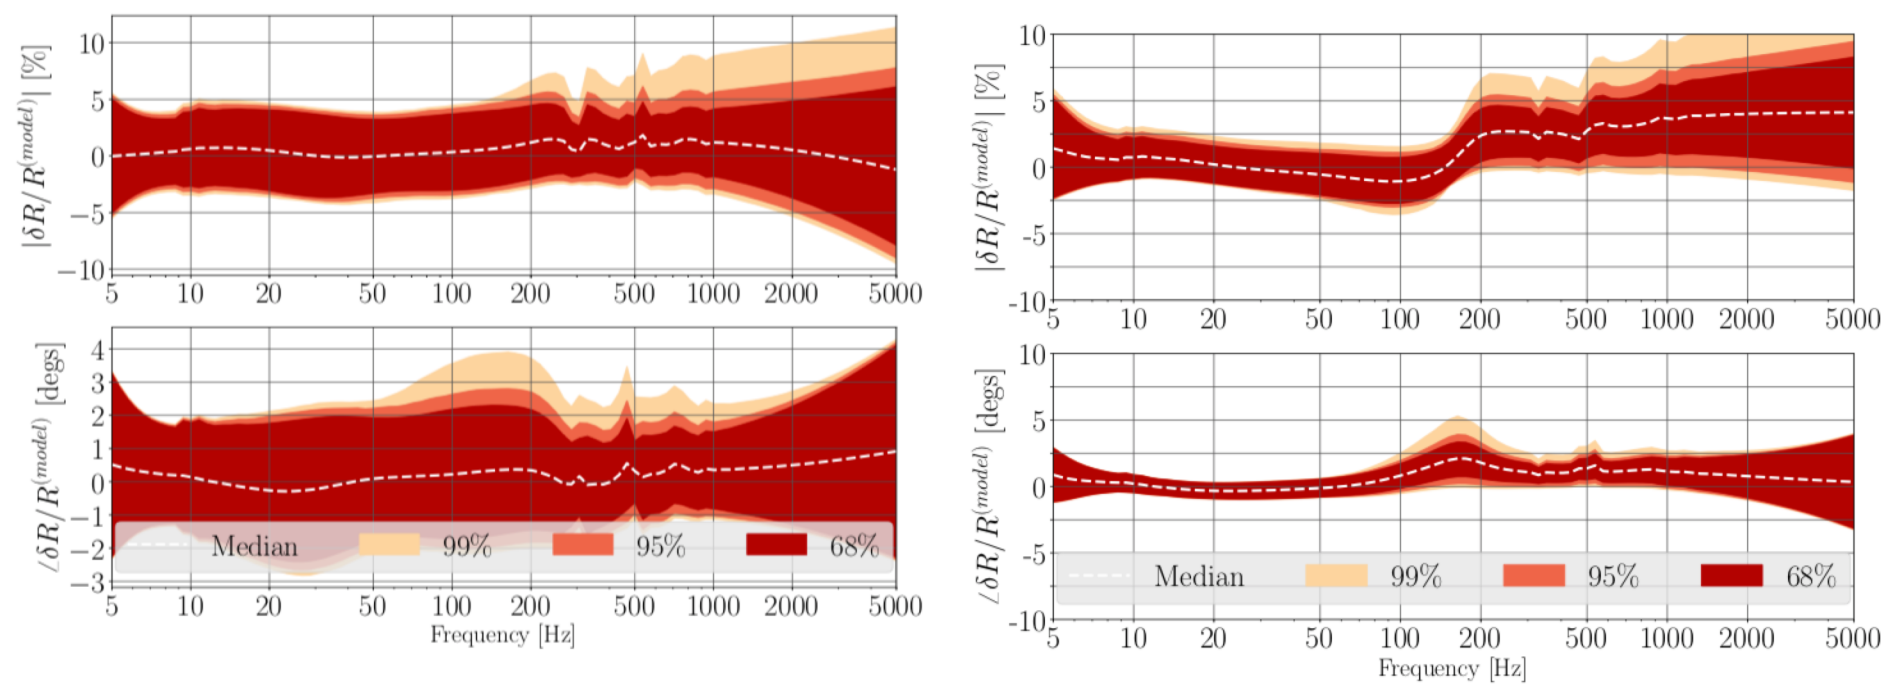 |δR/R^(model)| [%]
10
5
0
−5
−10
5 10 20 50 100 200 500 1000 2000 5000
∠δR/R^(model) [degs]
4
3
2
1
0
−1
−2
−3
Median 99% 95% 68%
5 10 20 50 100 200 500 1000 2000 5000
Frequency [Hz]
|δR/R^(model)| [%]
10
5
0
-5
-10
5 10 20 50 100 200 500 1000 2000 5000
∠δR/R^(model) [degs]
10
5
0
-5
-10
Median 99% 95% 68%
5 10 20 50 100 200 500 1000 2000 5000
Frequency [Hz]